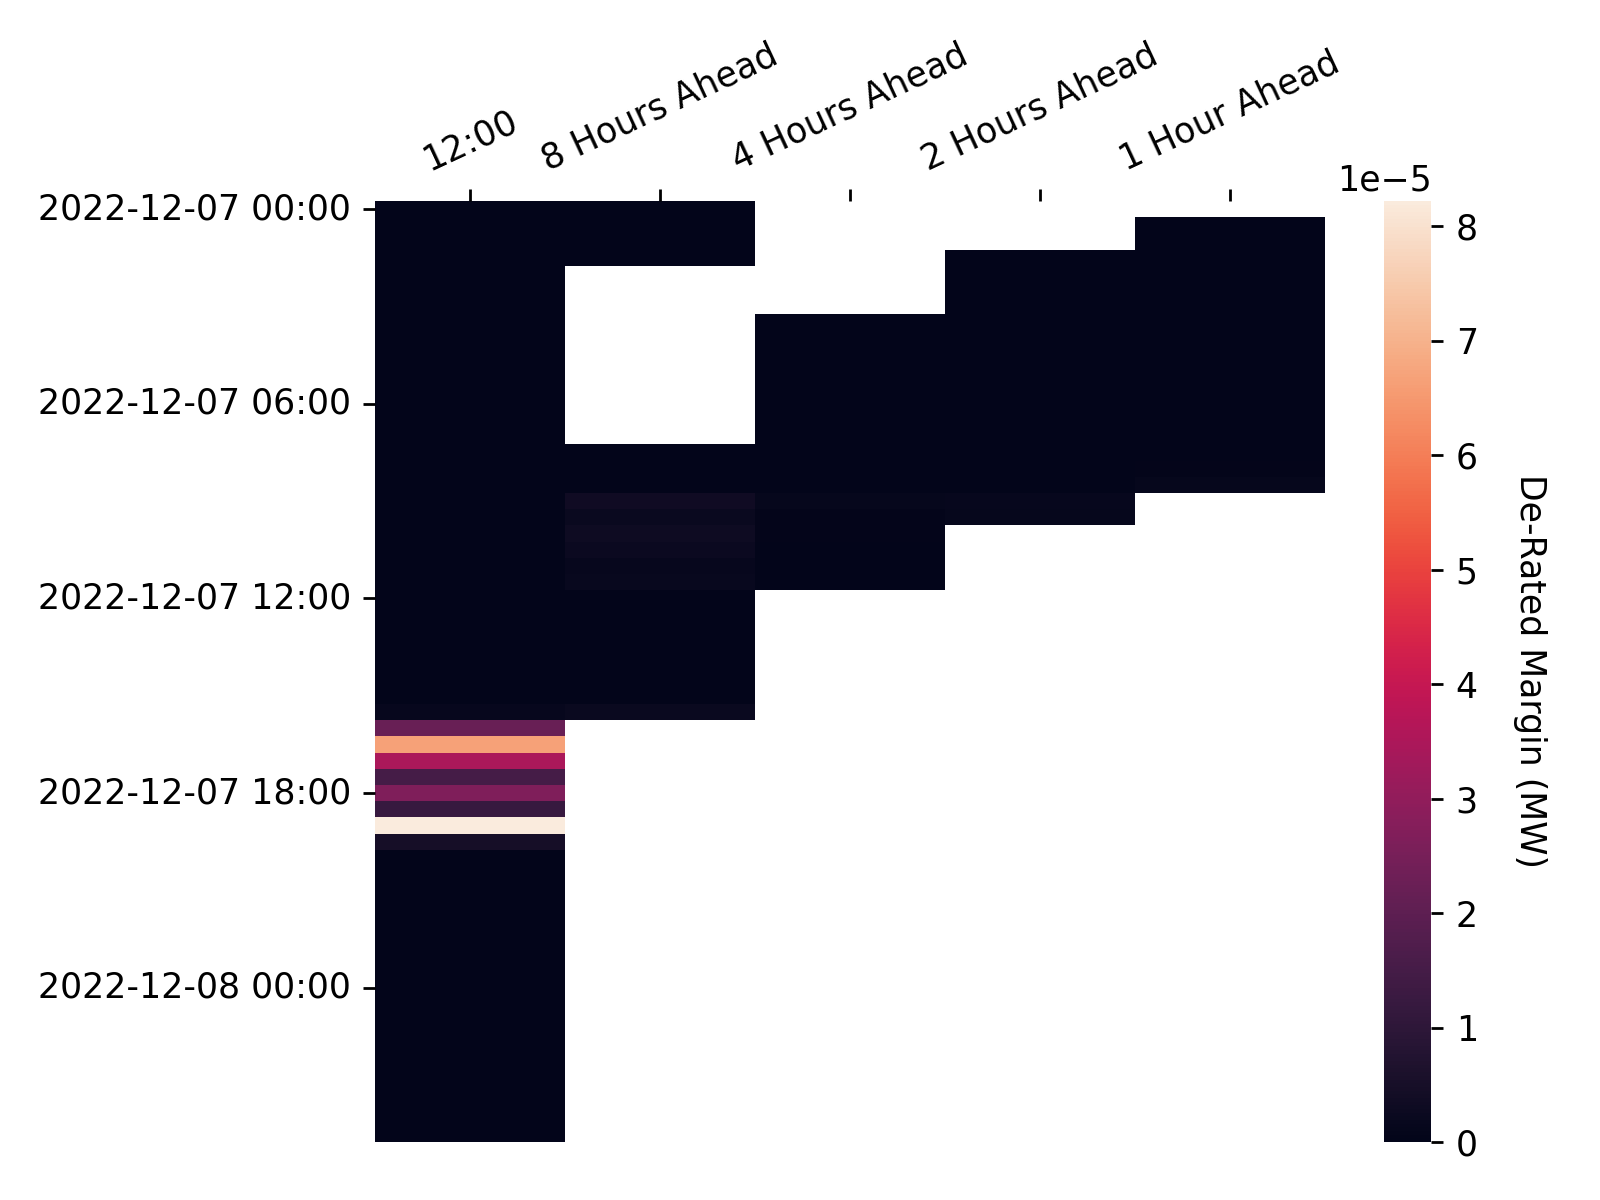 12:00
8 Hours Ahead
4 Hours Ahead
2 Hours Ahead
1 Hour Ahead
2022-12-07 00:00
2022-12-07 06:00
2022-12-07 12:00
2022-12-07 18:00
2022-12-08 00:00
1e−5
8
7
6
5
4
3
2
1
0
De-Rated Margin (MW)